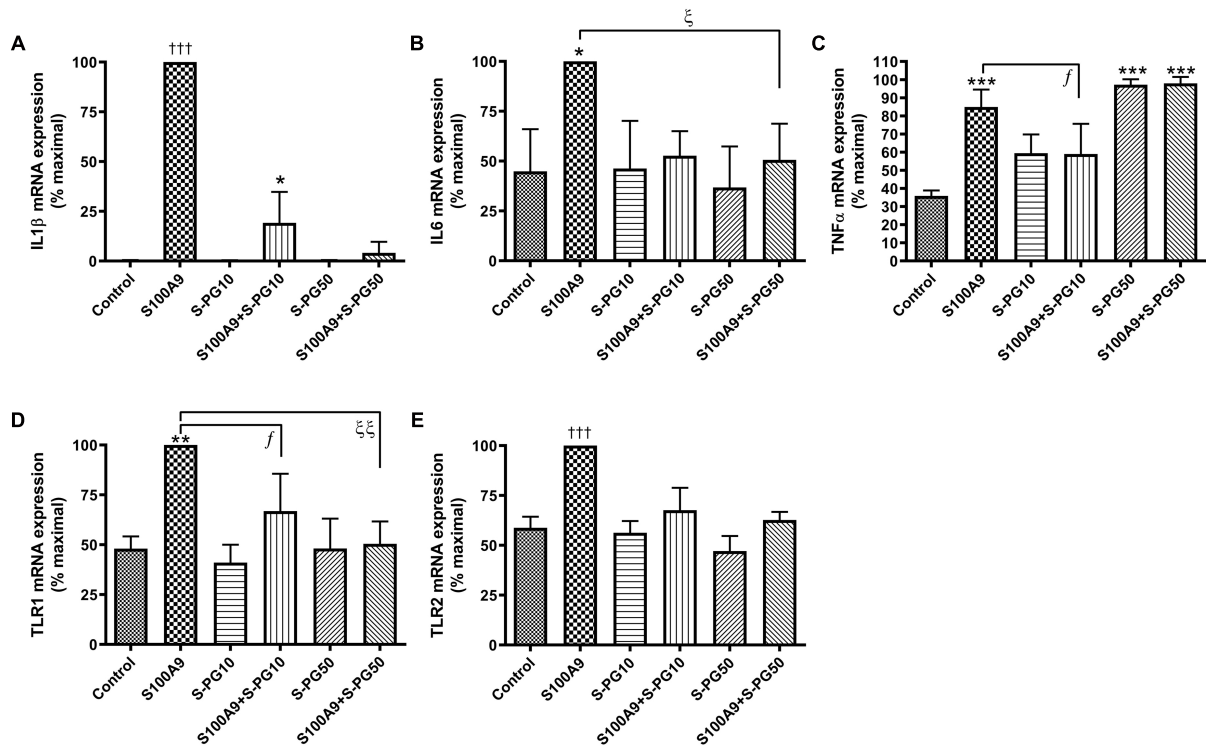 A
IL1β mRNA expression
(% maximal)
100
75
50
25
0
†††
*
Control
S100A9
S-PG10
S100A9+S-PG10
S-PG50
S100A9+S-PG50
B
IL6 mRNA expression
(% maximal)
100
75
50
25
0
*
ξ
Control
S100A9
S-PG10
S100A9+S-PG10
S-PG50
S100A9+S-PG50
C
TNFα mRNA expression
(% maximal)
110
100
90
80
70
60
50
40
30
20
10
0
***
f
***
***
Control
S100A9
S-PG10
S100A9+S-PG10
S-PG50
S100A9+S-PG50
D
TLR1 mRNA expression
(% maximal)
100
75
50
25
0
**
f
ξξ
Control
S100A9
S-PG10
S100A9+S-PG10
S-PG50
S100A9+S-PG50
E
TLR2 mRNA expression
(% maximal)
100
75
50
25
0
†††
Control
S100A9
S-PG10
S100A9+S-PG10
S-PG50
S100A9+S-PG50